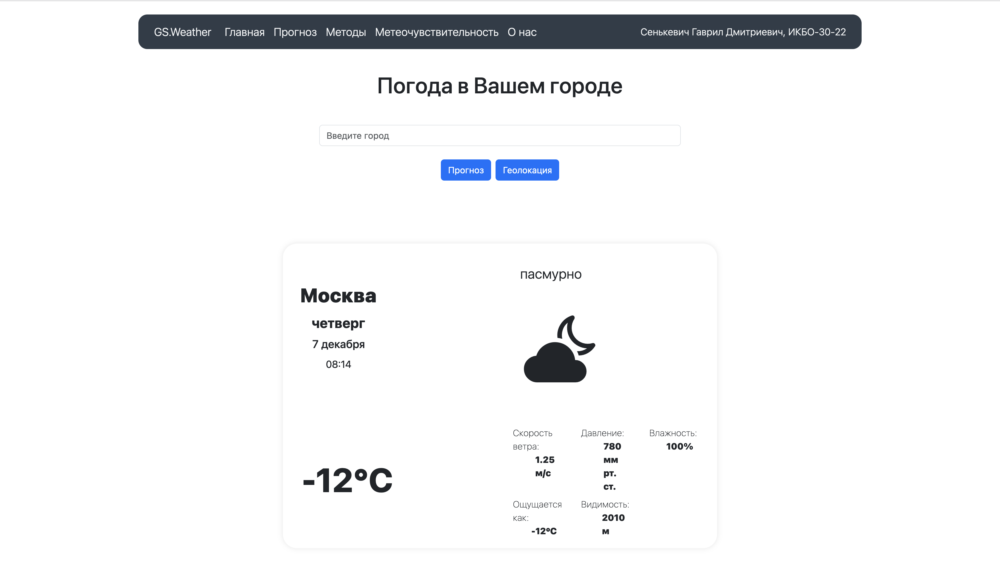 GS.Weather Главная Прогноз Методы Метеочувствительность О нас Сенькевич Гаврил Дмитриевич, ИКБО-30-22
Погода в Вашем городе
Введите город
Прогноз Геолокация
Москва
четверг
7 декабря
08:14
-12°C
пасмурно
Скорость
ветра:
1.25
м/с
Давление:
780
мм
рт.
ст.
Влажность:
100%
Ощущается
как:
-12°C
Видимость:
2010
м